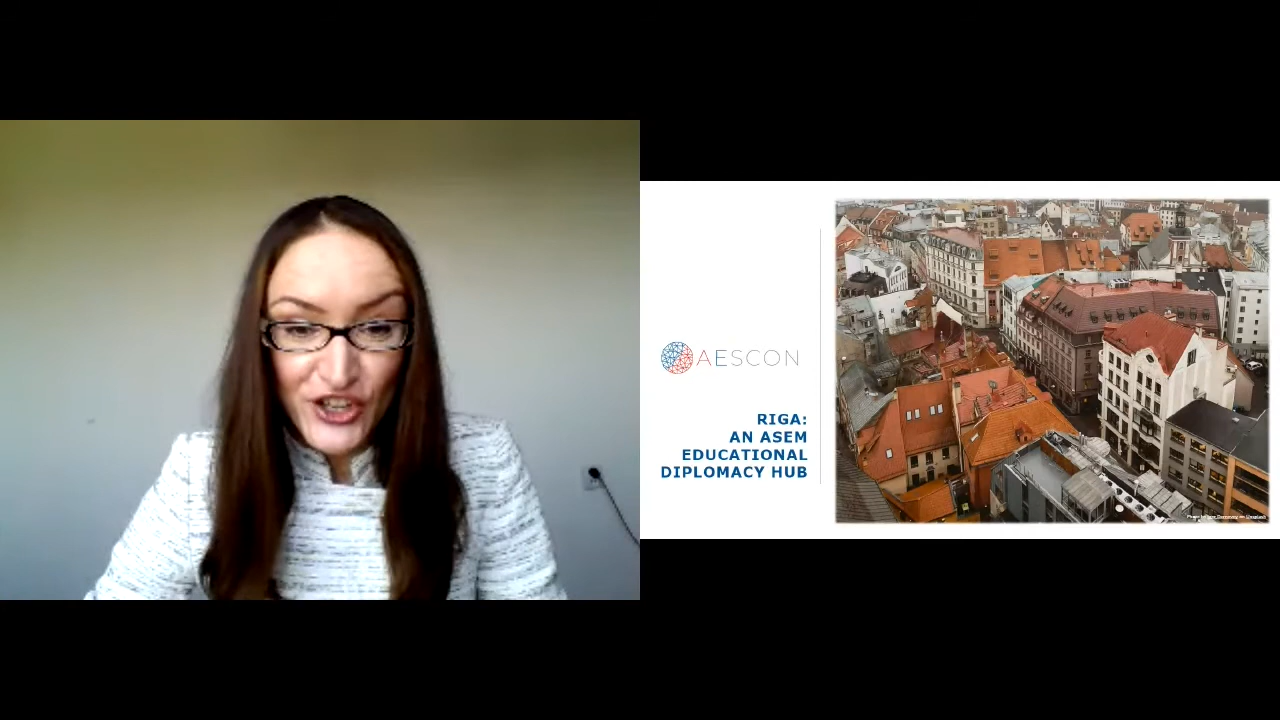 AESCON
RIGA:
AN ASEM
EDUCATIONAL
DIPLOMACY HUB